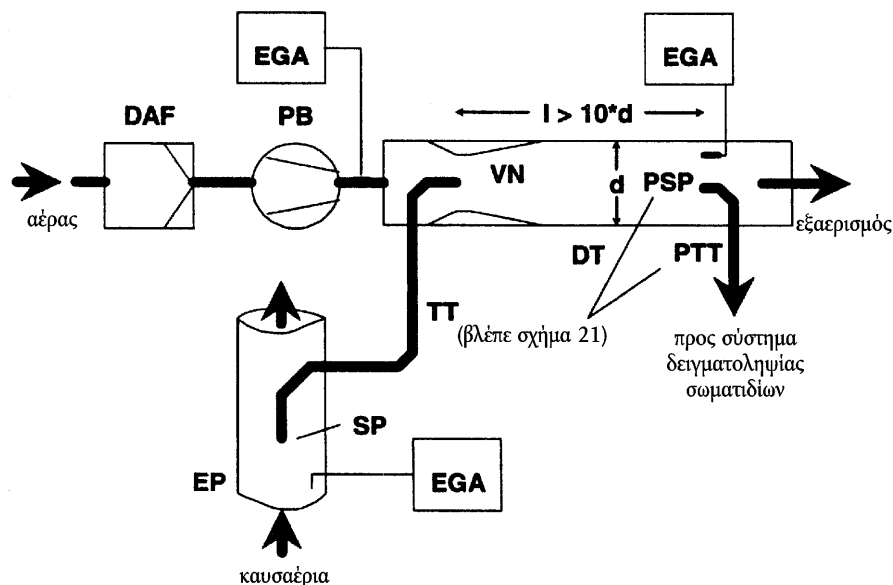 EGA
EGA
DAF
PB
l > 10*d
VN
d
PSP
αέρας
εξαερισμός
DT
PTT
TT
(βλέπε σχήμα 21)
προς σύστημα
δειγματοληψίας
σωματιδίων
SP
EP
EGA
καυσαέρια